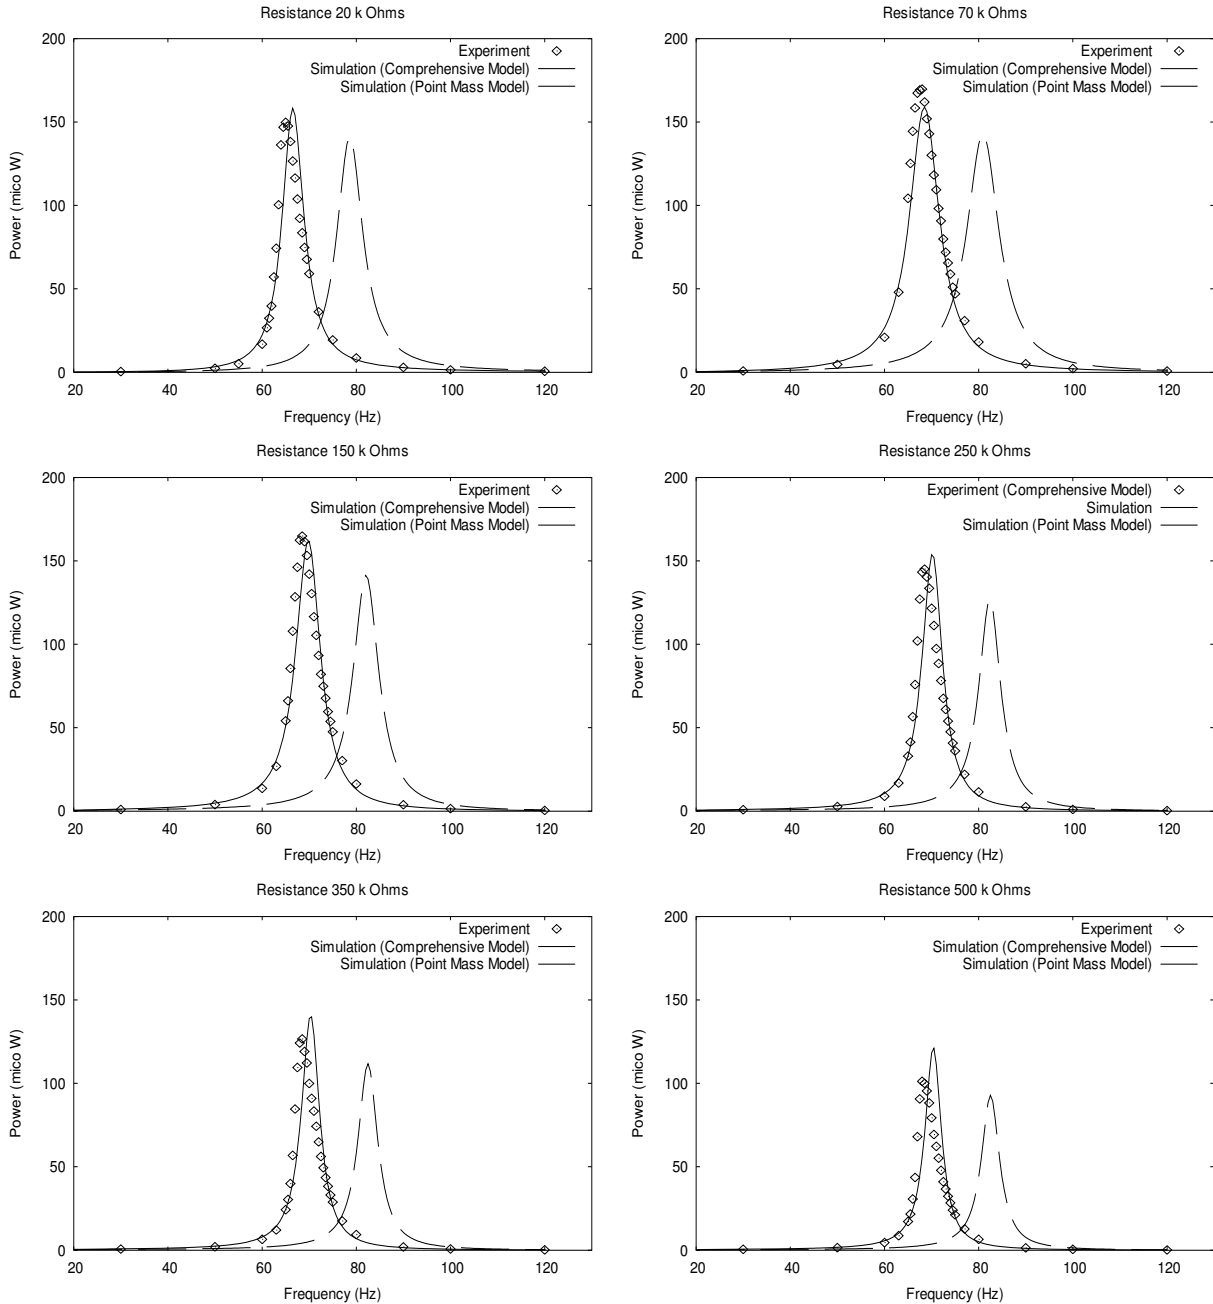 Resistance 20 k Ohms
200
150
100
50
0
Power (mico W)
Experiment
Simulation (Comprehensive Model)
Simulation (Point Mass Model)
20 40 60 80 100 120
Frequency (Hz)
Resistance 70 k Ohms
200
150
100
50
0
Power (mico W)
Experiment
Simulation (Comprehensive Model)
Simulation (Point Mass Model)
20 40 60 80 100 120
Frequency (Hz)
Resistance 150 k Ohms
200
150
100
50
0
Power (mico W)
Experiment
Simulation (Comprehensive Model)
Simulation (Point Mass Model)
20 40 60 80 100 120
Frequency (Hz)
Resistance 250 k Ohms
200
150
100
50
0
Power (mico W)
Experiment (Comprehensive Model)
Simulation
Simulation (Point Mass Model)
20 40 60 80 100 120
Frequency (Hz)
Resistance 350 k Ohms
200
150
100
50
0
Power (mico W)
Experiment
Simulation (Comprehensive Model)
Simulation (Point Mass Model)
20 40 60 80 100 120
Frequency (Hz)
Resistance 500 k Ohms
200
150
100
50
0
Power (mico W)
Experiment
Simulation (Comprehensive Model)
Simulation (Point Mass Model)
20 40 60 80 100 120
Frequency (Hz)